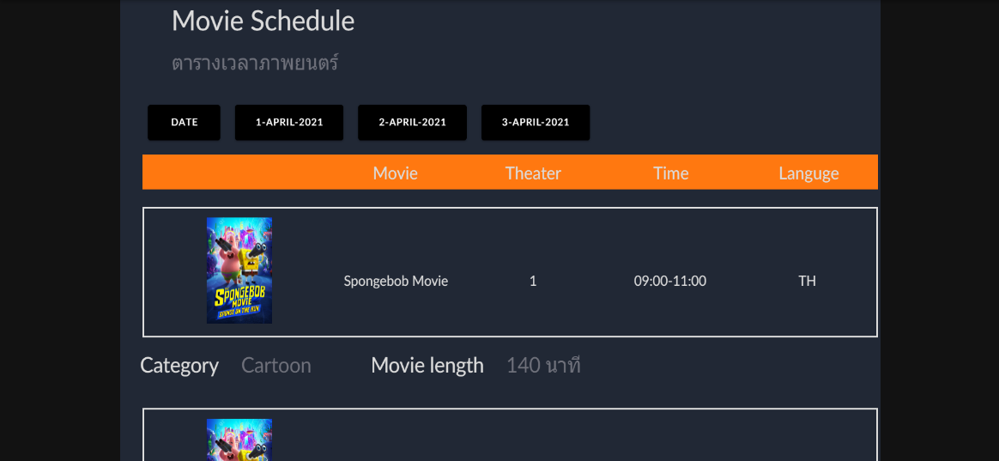 Movie Schedule
ตารางเวลาภาพยนตร์
DATE 1-APRIL-2021 2-APRIL-2021 3-APRIL-2021
Movie Theater Time Languge
SPONGEBOB
MOVIE
SPONGE ON THE RUN
Spongebob Movie 1 09:00-11:00 TH
Category Cartoon Movie length 140 นาที